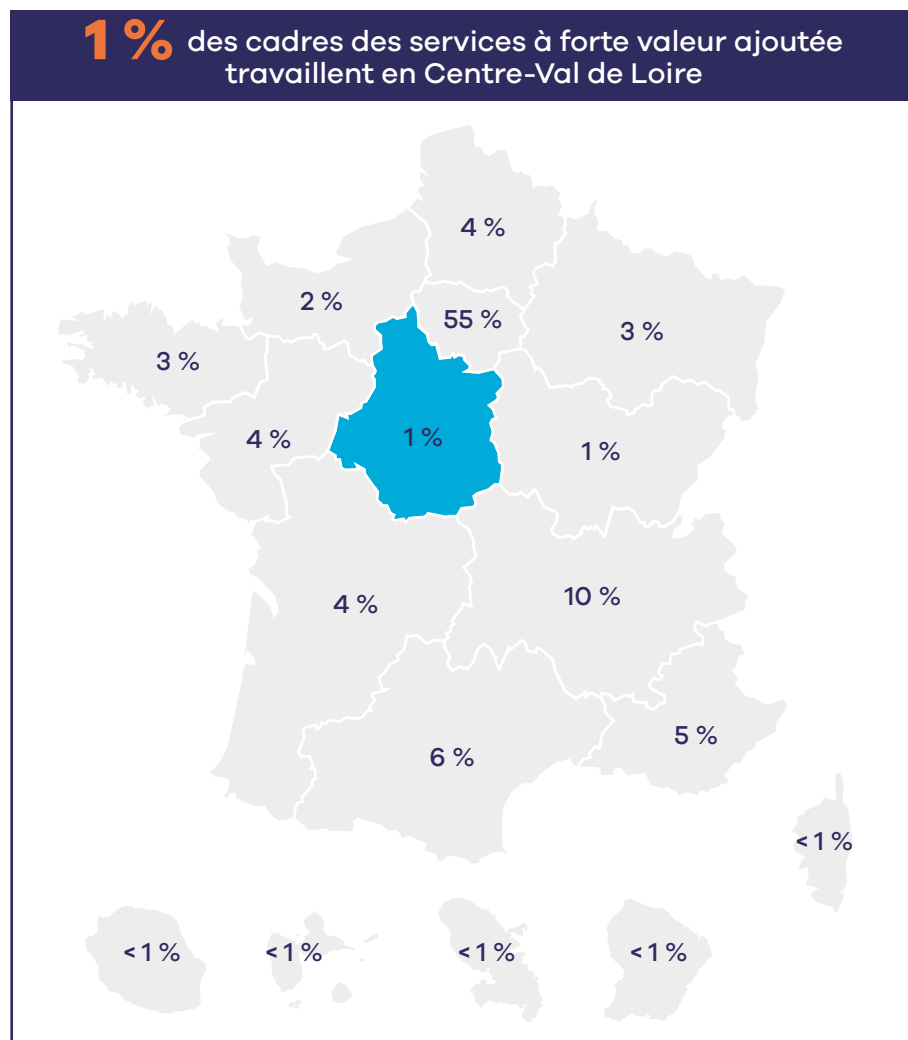 1 % des cadres des services à forte valeur ajoutée
travaillent en Centre-Val de Loire
4 %
2 %
55 %
3 %
3 %
4 %
1 %
1 %
4 %
10 %
6 %
5 %
< 1 %
< 1 %
< 1 %
< 1 %
< 1 %